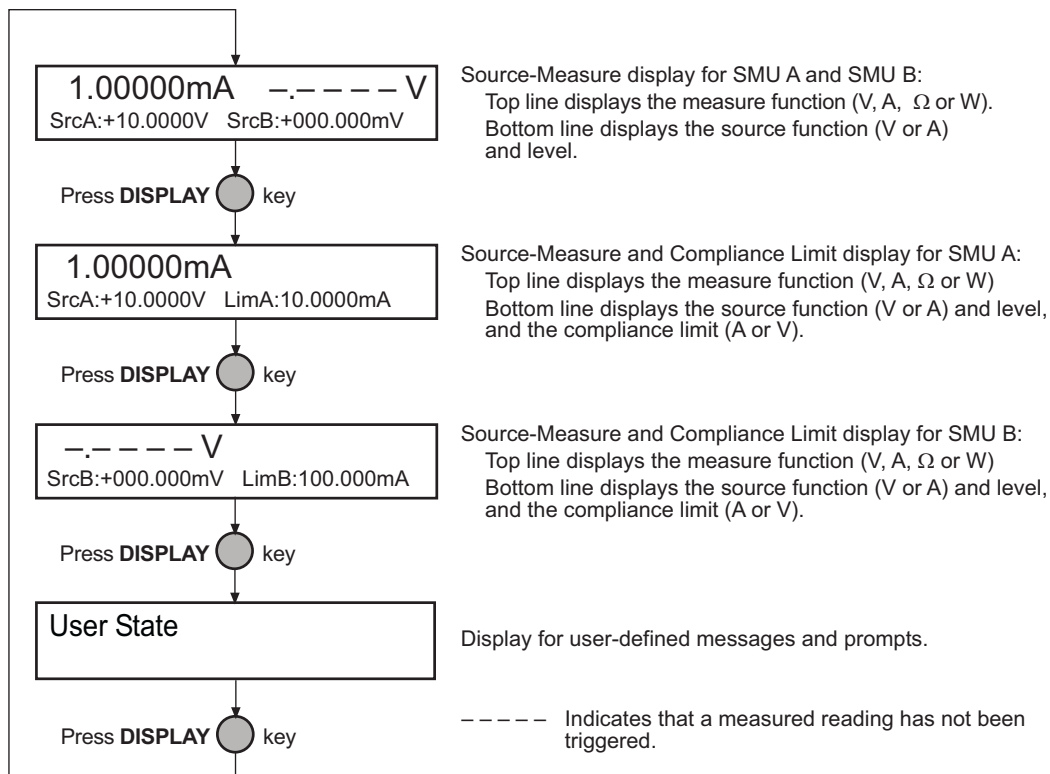 1.00000mA –.– – – – V
SrcA:+10.0000V SrcB:+000.000mV
Source-Measure display for SMU A and SMU B:
Top line displays the measure function (V, A, Ω or W).
Bottom line displays the source function (V or A)
and level.
Press DISPLAY key
1.00000mA
SrcA:+10.0000V LimA:10.0000mA
Source-Measure and Compliance Limit display for SMU A:
Top line displays the measure function (V, A, Ω or W)
Bottom line displays the source function (V or A) and level,
and the compliance limit (A or V).
Press DISPLAY key
–.– – – – V
SrcB:+000.000mV LimB:100.000mA
Source-Measure and Compliance Limit display for SMU B:
Top line displays the measure function (V, A, Ω or W)
Bottom line displays the source function (V or A) and level,
and the compliance limit (A or V).
Press DISPLAY key
User State
Display for user-defined messages and prompts.
Press DISPLAY key
– – – – – Indicates that a measured reading has not been
triggered.